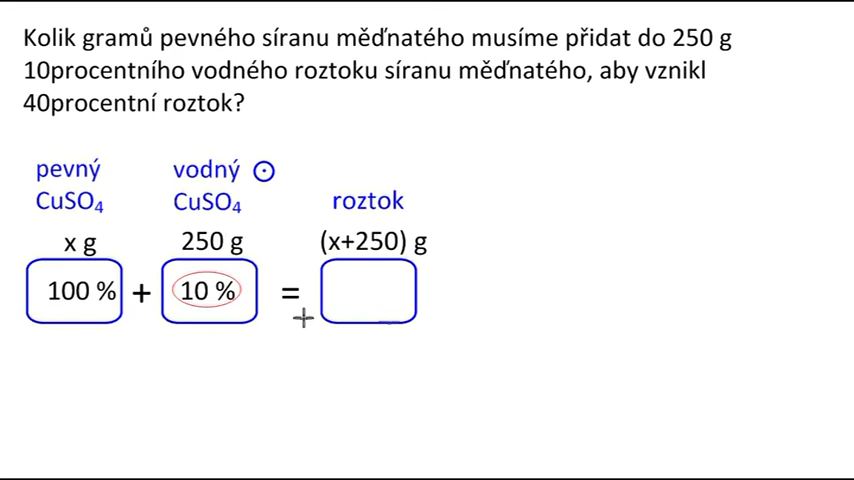 Kolik gramů pevného síranu měďnatého musíme přidat do 250 g
10procentního vodného roztoku síranu měďnatého, aby vznikl
40procentní roztok?
pevný vodný ⊙
CuSO₄ CuSO₄ roztok
x g 250 g (x+250) g
100 % + 10 % =